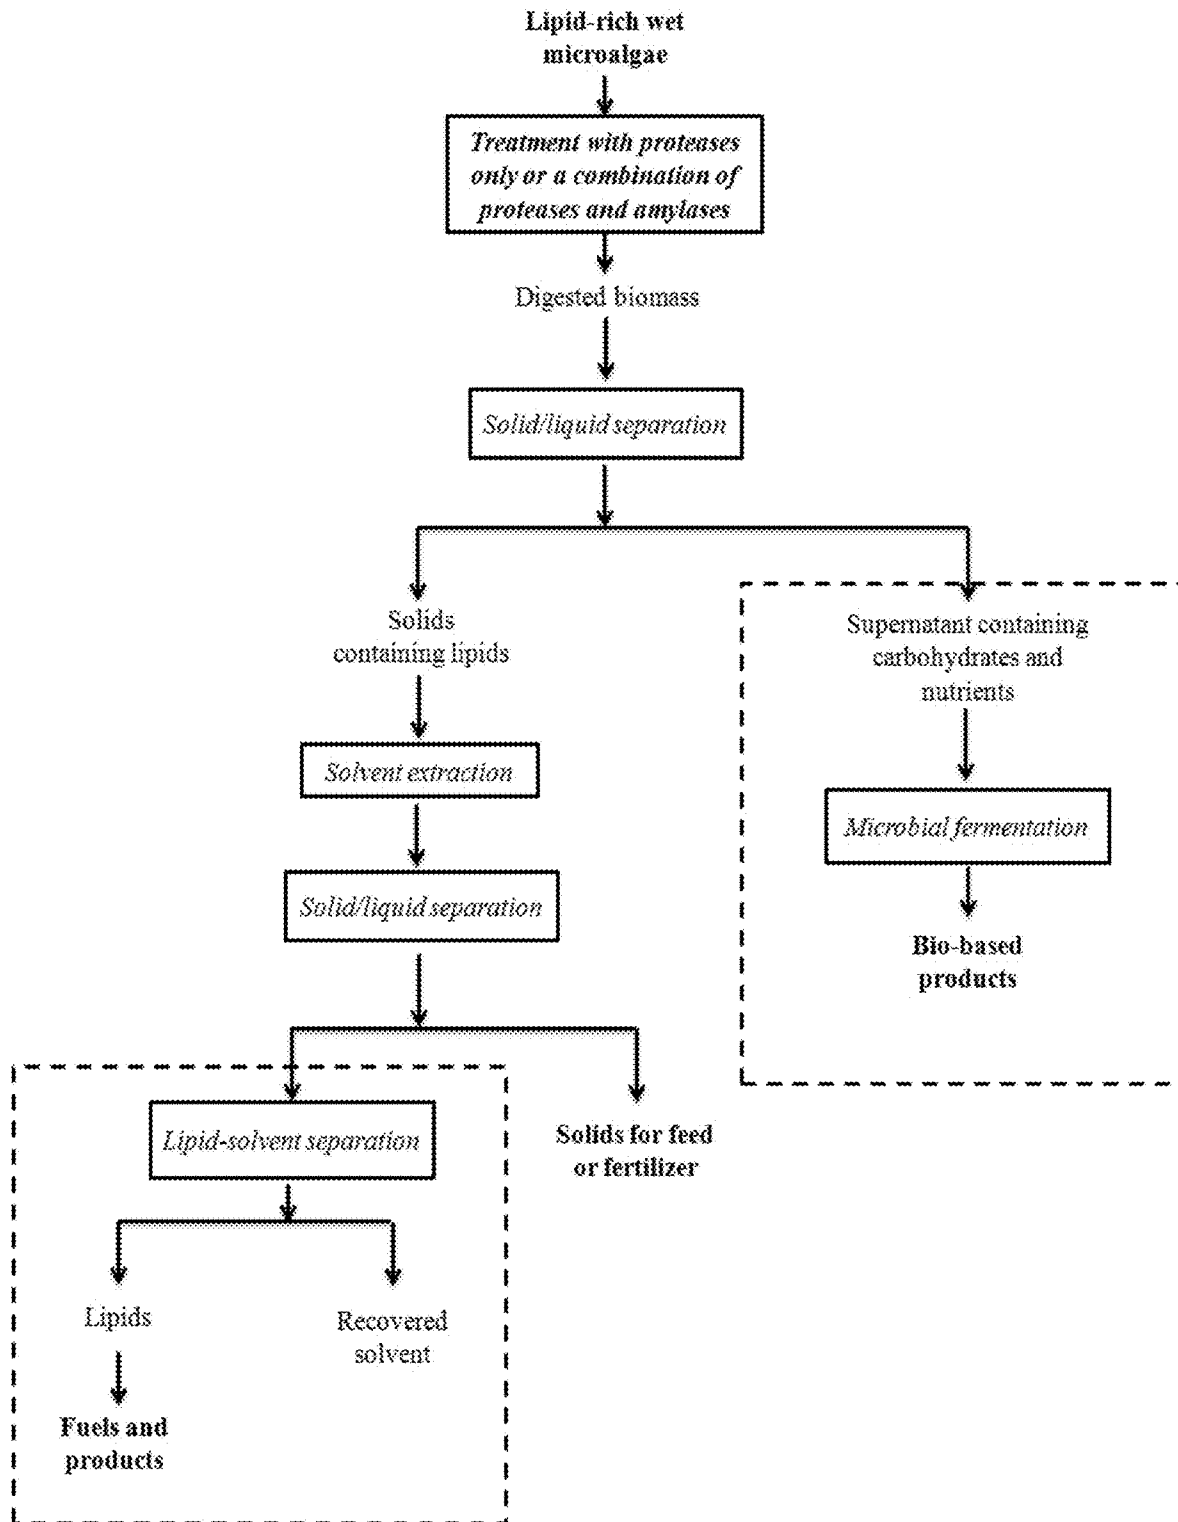 Lipid-rich wet
microalgae
Treatment with proteases
only or a combination of
proteases and amylases
Digested biomass
Solid/liquid separation
Solids
containing lipids
Supernatant containing
carbohydrates and
nutrients
Solvent extraction
Microbial fermentation
Solid/liquid separation
Bio-based
products
Lipid-solvent separation
Solids for feed
or fertilizer
Lipids
Recovered
solvent
Fuels and
products